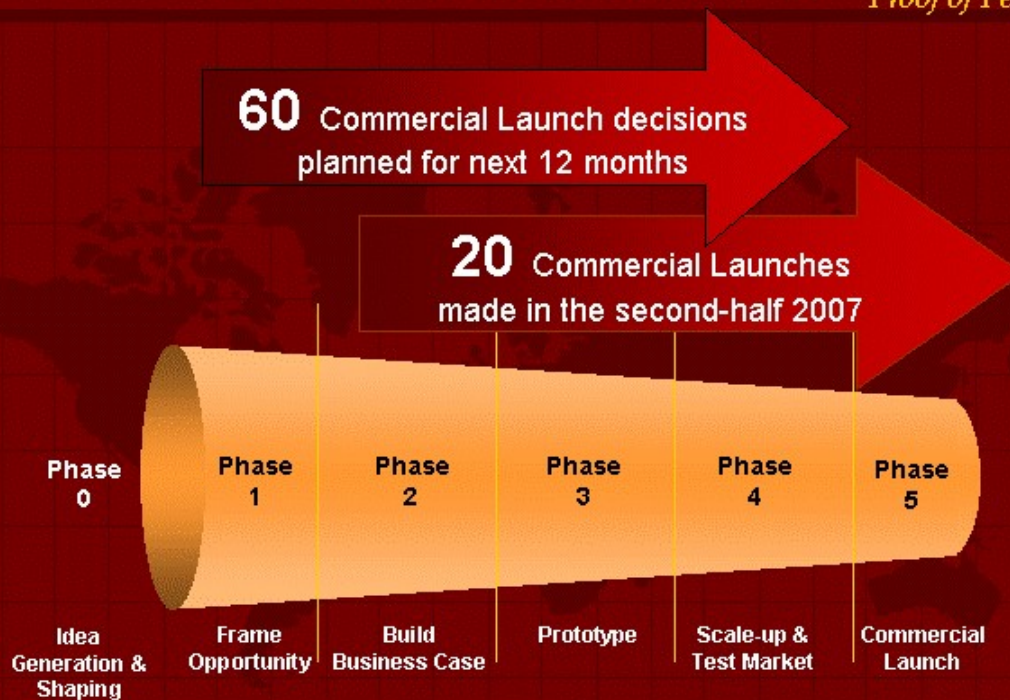 Proof of
60 Commercial Launch decisions
planned for next 12 months
20 Commercial Launches
made in the second-half 2007
Phase
0
Phase
1
Phase
2
Phase
3
Phase
4
Phase
5
Idea
Generation &
Shaping
Frame
Opportunity
Build
Business Case
Prototype
Scale-up &
Test Market
Commercial
Launch